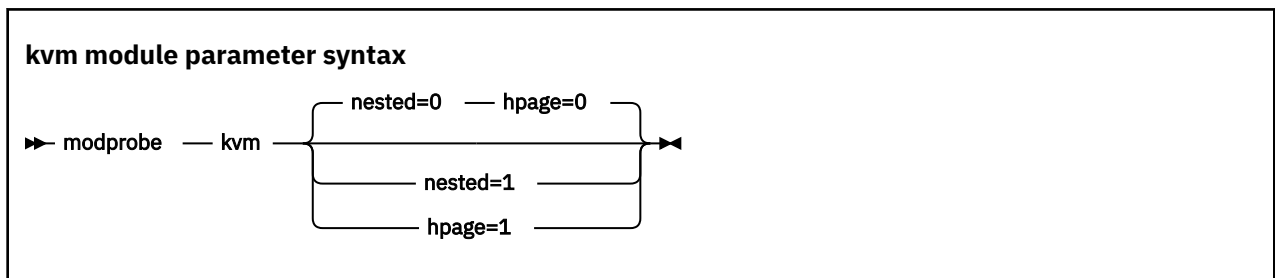 kvm module parameter syntax
nested=0 hpage=0
modprobe kvm
nested=1
hpage=1